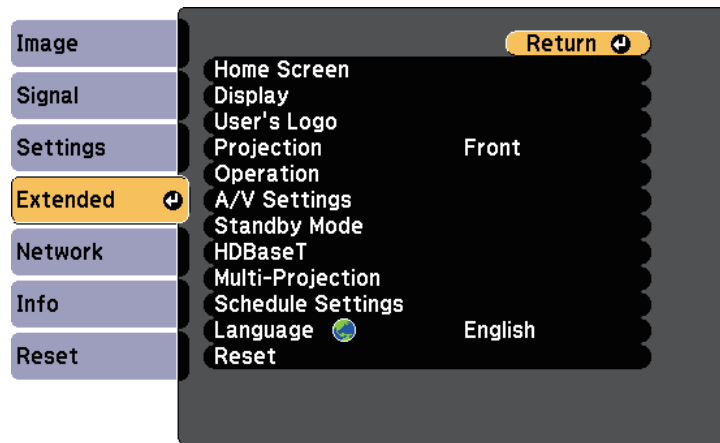 Image
Signal
Settings
Extended
Network
Info
Reset
Return
Home Screen
Display
User's Logo
Projection Front
Operation
A/V Settings
Standby Mode
HDBaseT
Multi-Projection
Schedule Settings
Language English
Reset